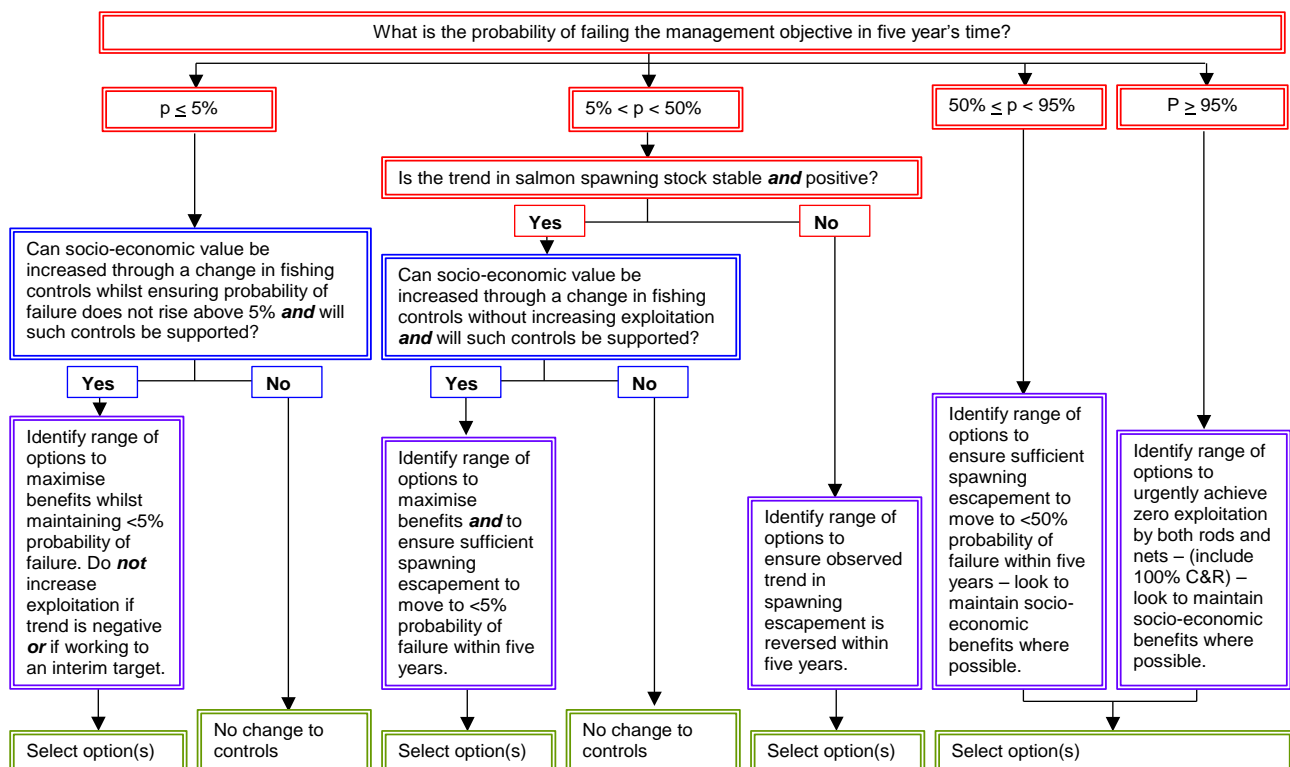 What is the probability of failing the management objective in five year's time?
p ≤ 5%
5% < p < 50%
50% ≤ p < 95%
P ≥ 95%
Is the trend in salmon spawning stock stable and positive?
Yes
No
Can socio-economic value be
increased through a change in fishing
controls whilst ensuring probability of
failure does not rise above 5% and will
such controls be supported?
Can socio-economic value be
increased through a change in fishing
controls without increasing exploitation
and will such controls be supported?
Yes
No
Yes
No
Identify range of
options to
maximise
benefits whilst
maintaining <5%
probability of
failure. Do not
increase
exploitation if
trend is negative
or if working to
an interim target.
Identify range of
options to
maximise
benefits and to
ensure sufficient
spawning
escapement to
move to <5%
probability of
failure within five
years.
Identify range of
options to
ensure observed
trend in
spawning
escapement is
reversed within
five years.
Identify range of
options to
ensure sufficient
spawning
escapement to
move to <50%
probability of
failure within five
years – look to
maintain socio-
economic
benefits where
possible.
Identify range of
options to
urgently achieve
zero exploitation
by both rods and
nets – (include
100% C&R) –
look to maintain
socio-economic
benefits where
possible.
Select option(s)
No change to
controls
Select option(s)
No change to
controls
Select option(s)
Select option(s)